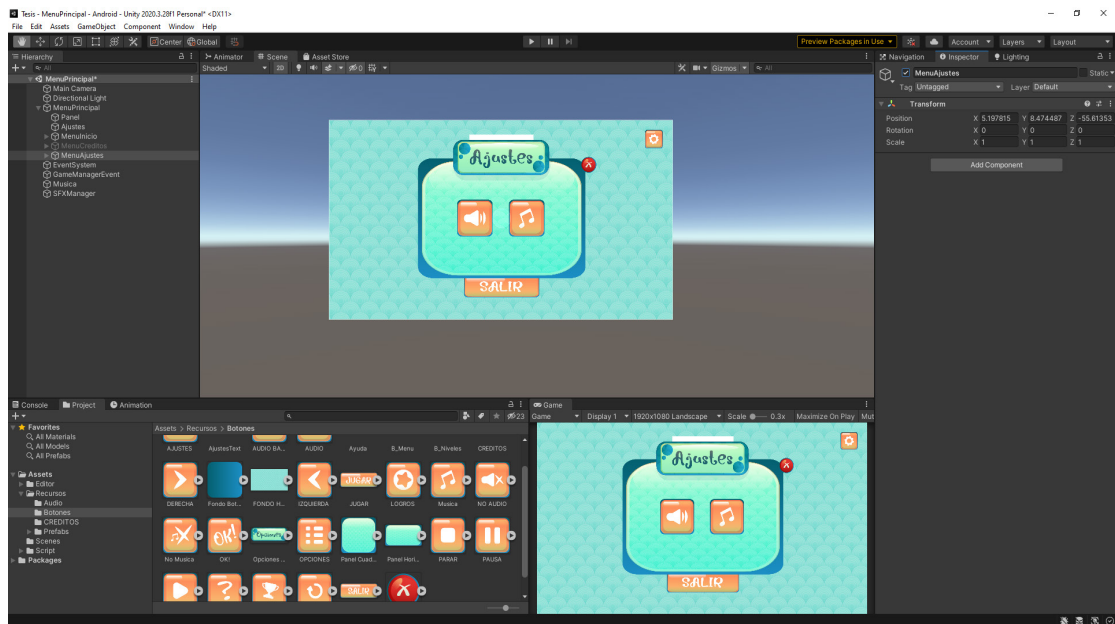 Tesis - MenuPrincipal - Android - Unity 2020.3.28f1 Personal* <DX11>
File Edit Assets GameObject Component Window Help
Center Global Preview Packages in Use Account Layers Layout
Hierarchy Animator Scene Asset Store Navigation Inspector Lighting
All Shaded 2D 0 Gizmos All MenuAjustes Static
MenuPrincipal*
Main Camera Tag Untagged Layer Default
Directional Light
MenuPrincipal Transform
Panel Position X 5.197815 Y 8.474487 Z -55.61353
Ajustes Rotation X 0 Y 0 Z 0
MenuInicio Scale X 1 Y 1 Z 1
MenuCreditos
MenuAjustes
EventSystem Add Component
GameManagerEvent
Musica
SFXManager
Ajustes
SALIR
Console Project Animation Game
23 Game Display 1 1920x1080 Landscape Scale 0.3x Maximize On Play Mut
Favorites Assets > Recursos > Botones
All Materials
All Models
All Prefabs
AJUSTES AjustesText AUDIO BA... AUDIO Ayuda B_Menu B_Niveles CREDITOS
Assets
Editor
Recursos
Audio
Botones
CREDITOS
Prefabs
Scenes
Script
Packages
JUGAR
DERECHA Fondo Bot... FONDO H... IZQUIERDA JUGAR LOGROS Musica NO AUDIO
OK! Opciones
No Musica OK! Opciones ... OPCIONES Panel Cuad... Panel Hori... PARAR PAUSA
SALIR
Ajustes
SALIR